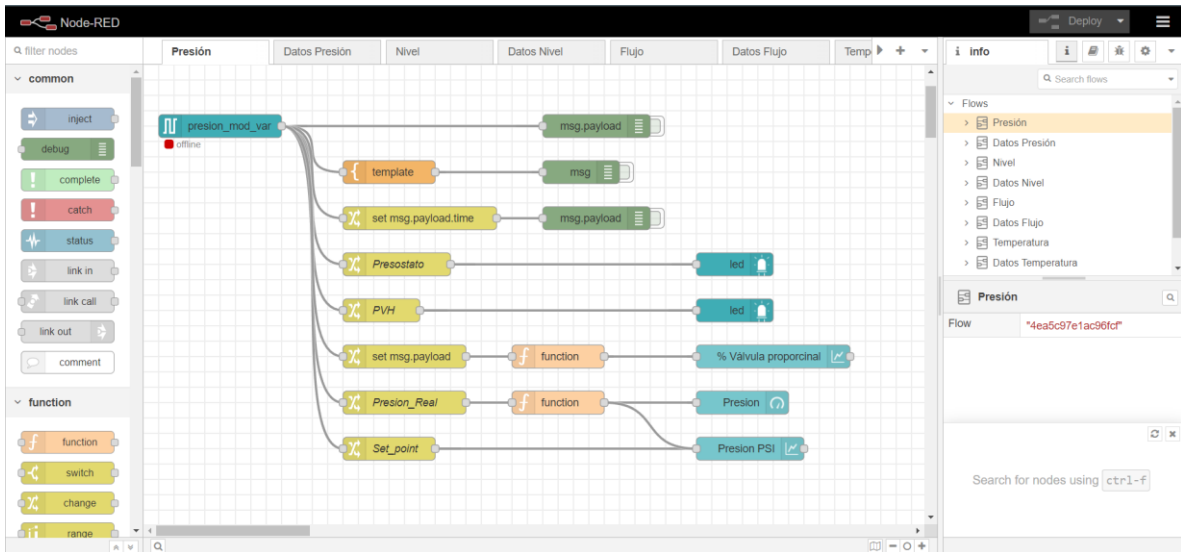 Node-RED
Deploy
filter nodes
Presión
Datos Presión
Nivel
Datos Nivel
Flujo
Datos Flujo
Temp
i info
i
common
inject
debug
complete
catch
status
link in
link call
link out
comment
function
function
switch
change
range
presion_mod_var
offline
msg.payload
template
msg
set msg.payload.time
msg.payload
Presostato
led
PVH
led
set msg.payload
function
% Válvula proporcinal
Presion_Real
function
Presion
Set_point
Presion PSI
Search flows
Flows
Presión
Datos Presión
Nivel
Datos Nivel
Flujo
Datos Flujo
Temperatura
Datos Temperatura
Presión
Flow "4ea5c97e1ac96fcf"
Search for nodes using ctrl-f